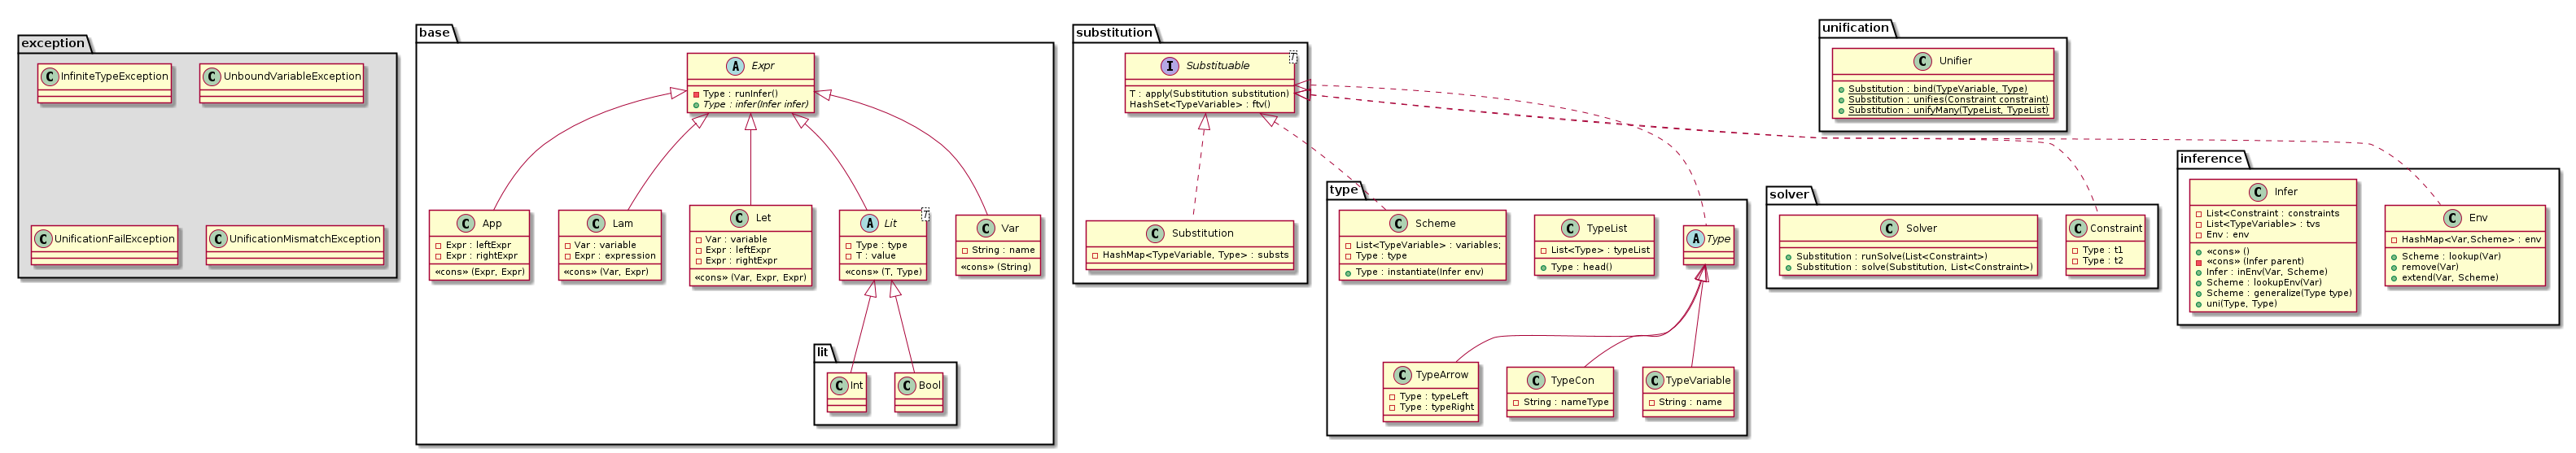 exception
C InfiniteTypeException
C UnboundVariableException
C UnificationFailException
C UnificationMismatchException
base
A Expr
Type : runInfer()
Type : infer(Infer infer)
C App
Expr : leftExpr
Expr : rightExpr
«cons» (Expr, Expr)
C Lam
Var : variable
Expr : expression
«cons» (Var, Expr)
C Let
Var : variable
Expr : leftExpr
Expr : rightExpr
«cons» (Var, Expr, Expr)
A Lit
T
Type : type
T : value
«cons» (T, Type)
C Var
String : name
«cons» (String)
lit
C Int
C Bool
substitution
I Substituable
T
T : apply(Substitution substitution)
HashSet<TypeVariable> : ftv()
C Substitution
HashMap<TypeVariable, Type> : substs
type
C Scheme
List<TypeVariable> : variables;
Type : type
Type : instantiate(Infer env)
C TypeList
List<Type> : typeList
Type : head()
A Type
C TypeArrow
Type : typeLeft
Type : typeRight
C TypeCon
String : nameType
C TypeVariable
String : name
unification
C Unifier
Substitution : bind(TypeVariable, Type)
Substitution : unifies(Constraint constraint)
Substitution : unifyMany(TypeList, TypeList)
solver
C Solver
Substitution : runSolve(List<Constraint>)
Substitution : solve(Substitution, List<Constraint>)
C Constraint
Type : t1
Type : t2
inference
C Infer
List<Constraint : constraints
List<TypeVariable> : tvs
Env : env
«cons» ()
«cons» (Infer parent)
Infer : inEnv(Var, Scheme)
Scheme : lookupEnv(Var)
Scheme : generalize(Type type)
uni(Type, Type)
C Env
HashMap<Var,Scheme> : env
Scheme : lookup(Var)
remove(Var)
extend(Var, Scheme)